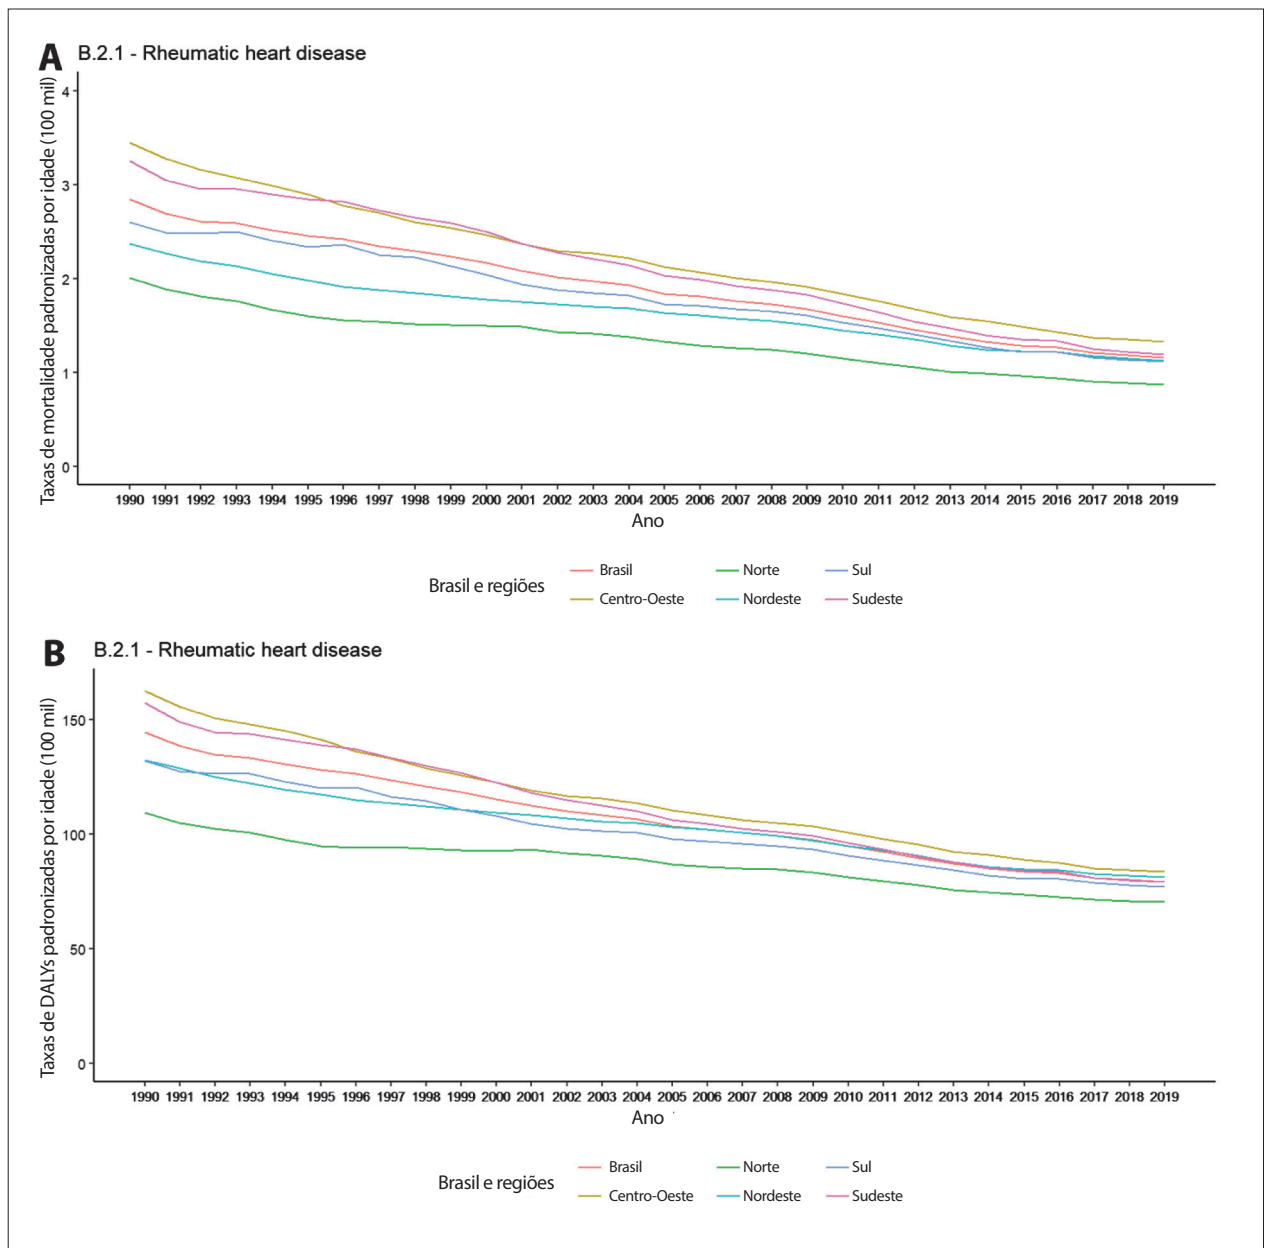 A B.2.1 - Rheumatic heart disease
Taxas de mortalidade padronizadas por idade (100 mil)
4
3
2
1
0
1990 1991 1992 1993 1994 1995 1996 1997 1998 1999 2000 2001 2002 2003 2004 2005 2006 2007 2008 2009 2010 2011 2012 2013 2014 2015 2016 2017 2018 2019
Ano
Brasil e regiões
Brasil Norte Sul
Centro-Oeste Nordeste Sudeste
B B.2.1 - Rheumatic heart disease
Taxas de DALYs padronizadas por idade (100 mil)
150
100
50
0
1990 1991 1992 1993 1994 1995 1996 1997 1998 1999 2000 2001 2002 2003 2004 2005 2006 2007 2008 2009 2010 2011 2012 2013 2014 2015 2016 2017 2018 2019
Ano
Brasil e regiões
Brasil Norte Sul
Centro-Oeste Nordeste Sudeste